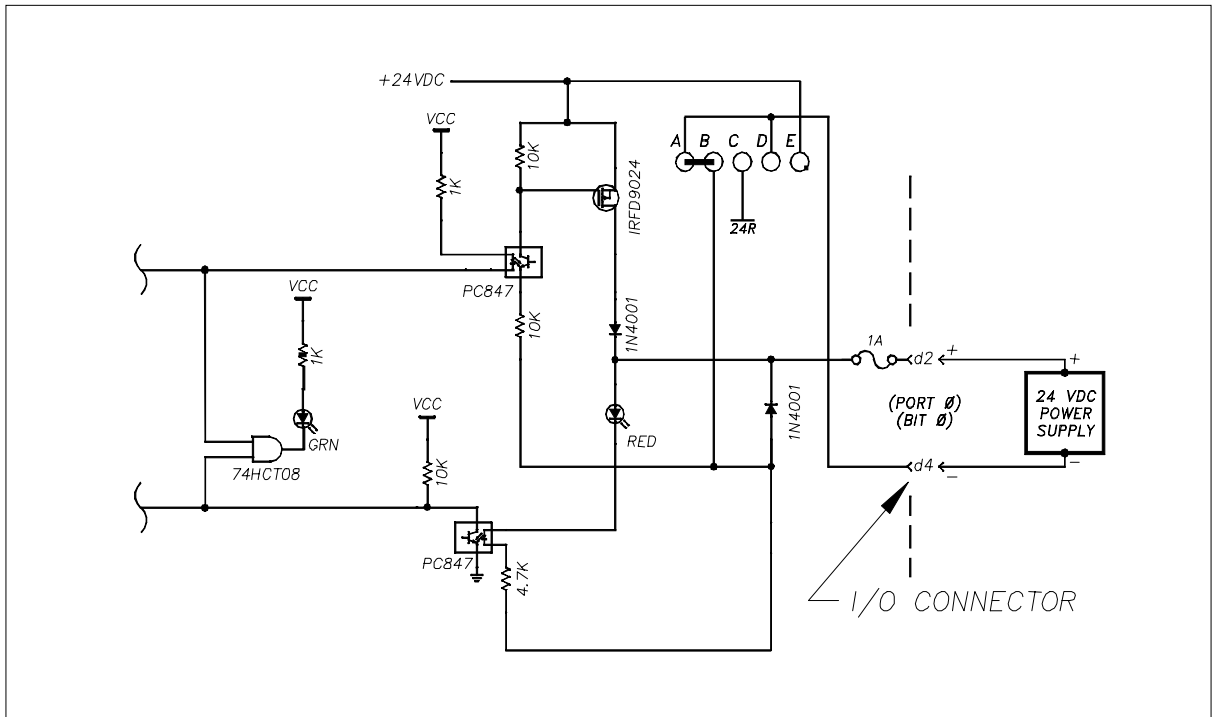 +24VDC
VCC
1K
10K
IRFD9024
A B C D E
24R
PC847
10K
VCC
1K
GRN
74HCT08
1N4001
1A
d2 + +
24 VDC
POWER
SUPPLY
(PORT Ø)
(BIT Ø)
1N4001
RED
VCC
10K
d4 - -
PC847
4.7K
I/O CONNECTOR